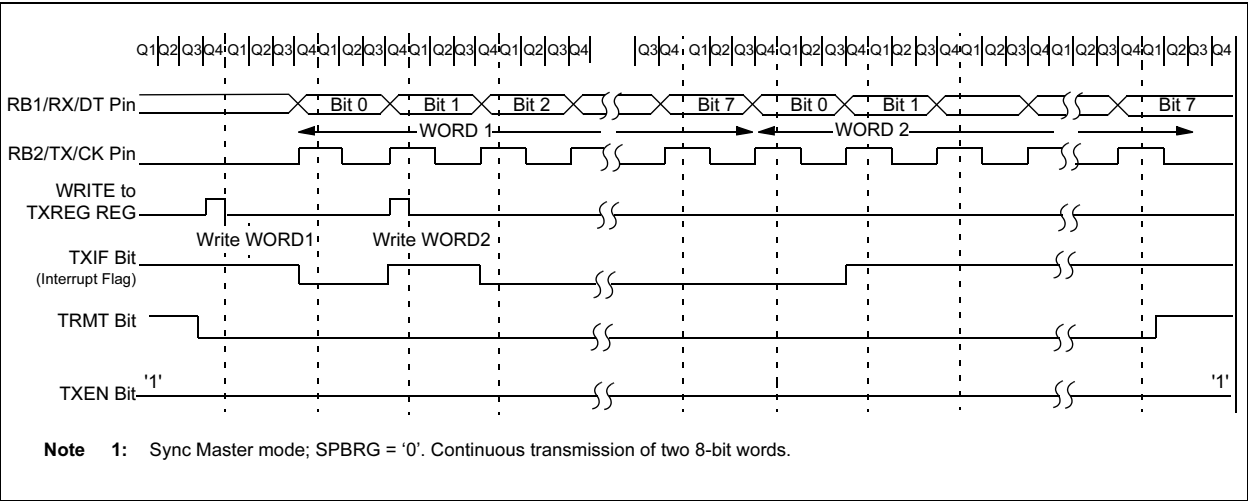 Q1 Q2 Q3 Q4 Q1 Q2 Q3 Q4 Q1 Q2 Q3 Q4 Q1 Q2 Q3 Q4 Q1 Q2 Q3 Q4 Q3 Q4 Q1 Q2 Q3 Q4 Q1 Q2 Q3 Q4 Q1 Q2 Q3 Q4 Q1 Q2 Q3 Q4 Q1 Q2 Q3 Q4 Q1 Q2 Q3 Q4
RB1/RX/DT Pin Bit 0 Bit 1 Bit 2 Bit 7 Bit 0 Bit 1 Bit 7
WORD 1 WORD 2
RB2/TX/CK Pin
WRITE to
TXREG REG
Write WORD1 Write WORD2
TXIF Bit
(Interrupt Flag)
TRMT Bit
'1' '1'
TXEN Bit
Note 1: Sync Master mode; SPBRG = ‘0’. Continuous transmission of two 8-bit words.